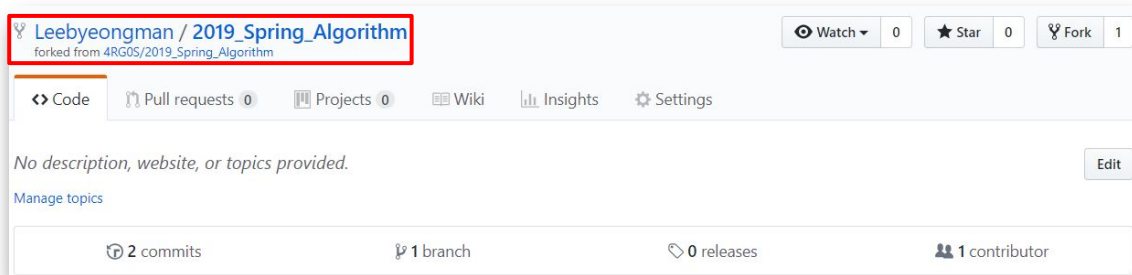 Leebyeongman / 2019_Spring_Algorithm
forked from 4RG0S/2019_Spring_Algorithm
Watch 0 Star 0 Fork 1
Code Pull requests 0 Projects 0 Wiki Insights Settings
No description, website, or topics provided. Edit
Manage topics
2 commits 1 branch 0 releases 1 contributor